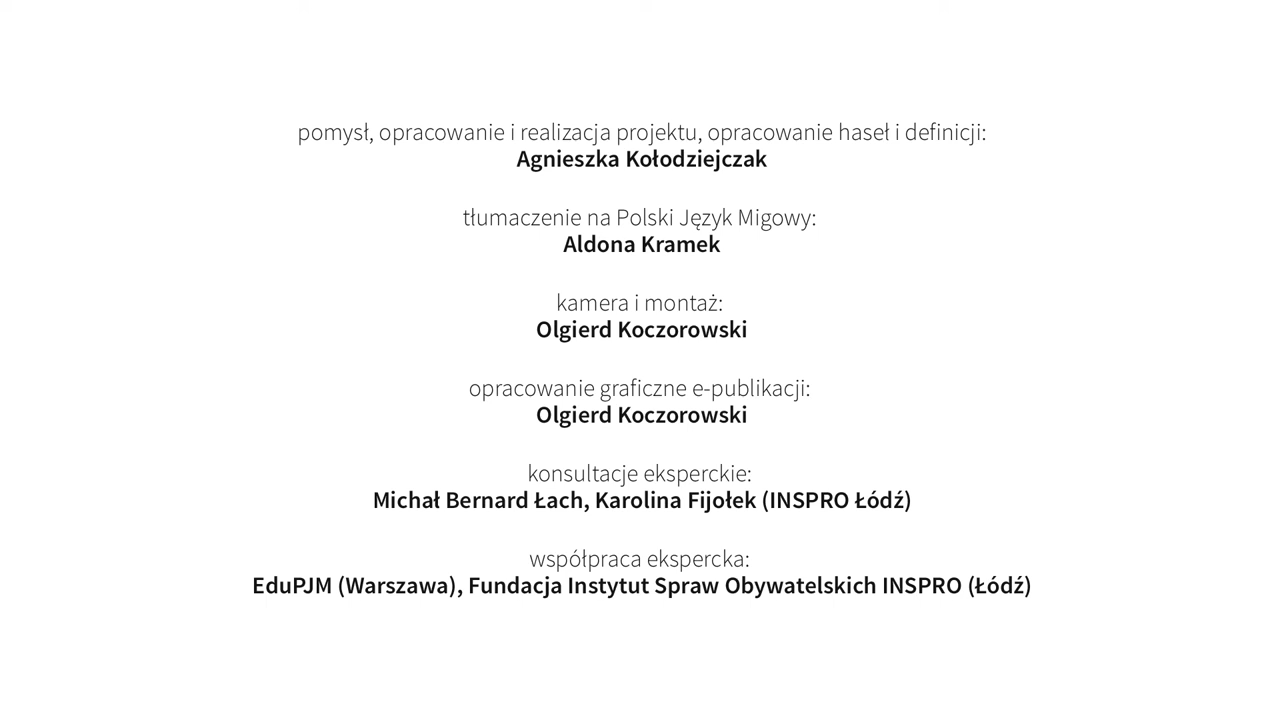 pomysł, opracowanie i realizacja projektu, opracowanie haseł i definicji:
Agnieszka Kołodziejczak
tłumaczenie na Polski Język Migowy:
Aldona Kramek
kamera i montaż:
Olgierd Koczorowski
opracowanie graficzne e-publikacji:
Olgierd Koczorowski
konsultacje eksperckie:
Michał Bernard Łach, Karolina Fijołek (INSPRO Łódź)
współpraca ekspercka:
EduPJM (Warszawa), Fundacja Instytut Spraw Obywatelskich INSPRO (Łódź)